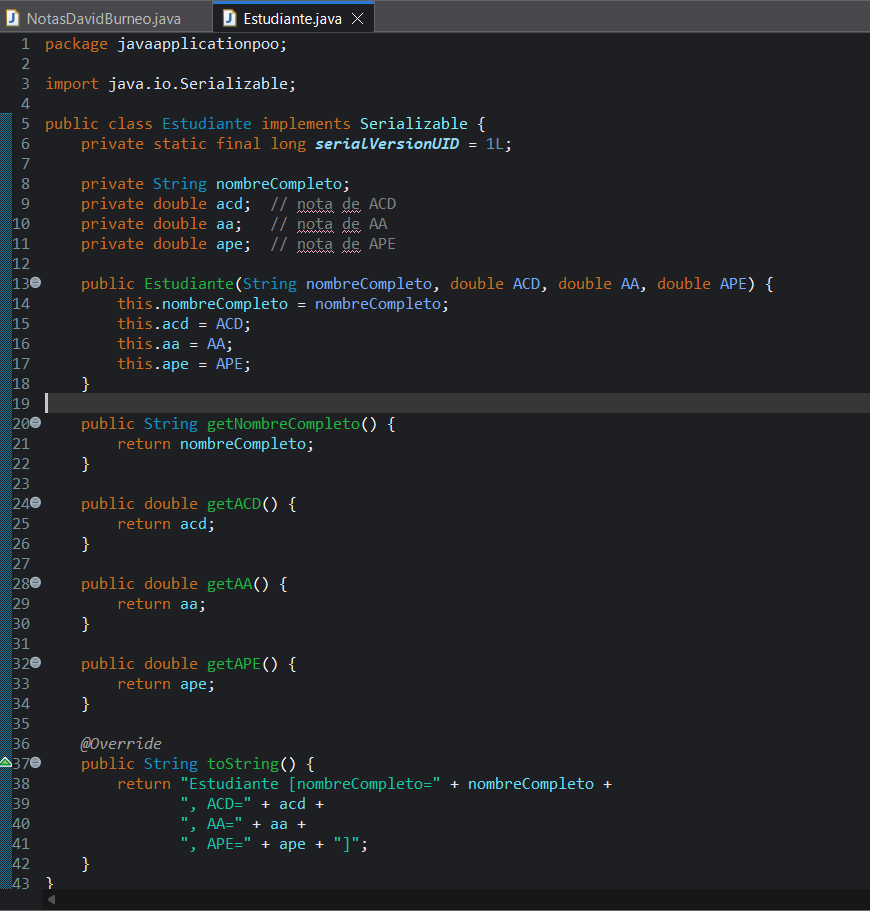 NotasDavidBurneo.java Estudiante.java
1 package javaapplicationpoo;
2
3 import java.io.Serializable;
4
5 public class Estudiante implements Serializable {
6     private static final long serialVersionUID = 1L;
7
8     private String nombreCompleto;
9     private double acd;  // nota de ACD
10     private double aa;   // nota de AA
11     private double ape;  // nota de APE
12
13     public Estudiante(String nombreCompleto, double ACD, double AA, double APE) {
14         this.nombreCompleto = nombreCompleto;
15         this.acd = ACD;
16         this.aa = AA;
17         this.ape = APE;
18     }
19
20     public String getNombreCompleto() {
21         return nombreCompleto;
22     }
23
24     public double getACD() {
25         return acd;
26     }
27
28     public double getAA() {
29         return aa;
30     }
31
32     public double getAPE() {
33         return ape;
34     }
35
36     @Override
37     public String toString() {
38         return "Estudiante [nombreCompleto=" + nombreCompleto +
39                ", ACD=" + acd +
40                ", AA=" + aa +
41                ", APE=" + ape + "]";
42     }
43 }